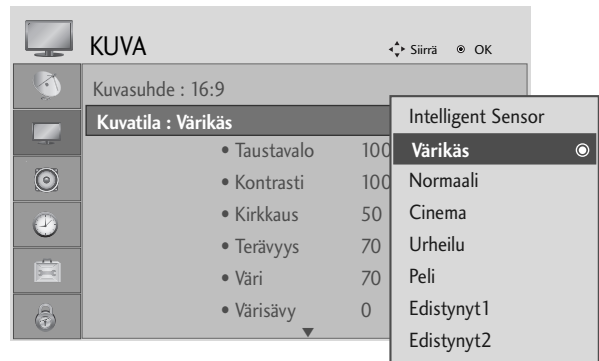 KUVA
Siirrä OK
Kuvasuhde : 16:9
Kuvatila : Värikäs
• Taustavalo 100
• Kontrasti 100
• Kirkkaus 50
• Terävyys 70
• Väri 70
• Värisävy 0
Intelligent Sensor
Värikäs
Normaali
Cinema
Urheilu
Peli
Edistynyt1
Edistynyt2